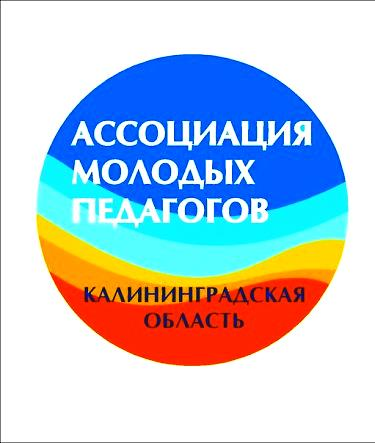 АССОЦИАЦИЯ
МОЛОДЫХ
ПЕДАГОГОВ
КАЛИНИНГРАДСКАЯ
ОБЛАСТЬ